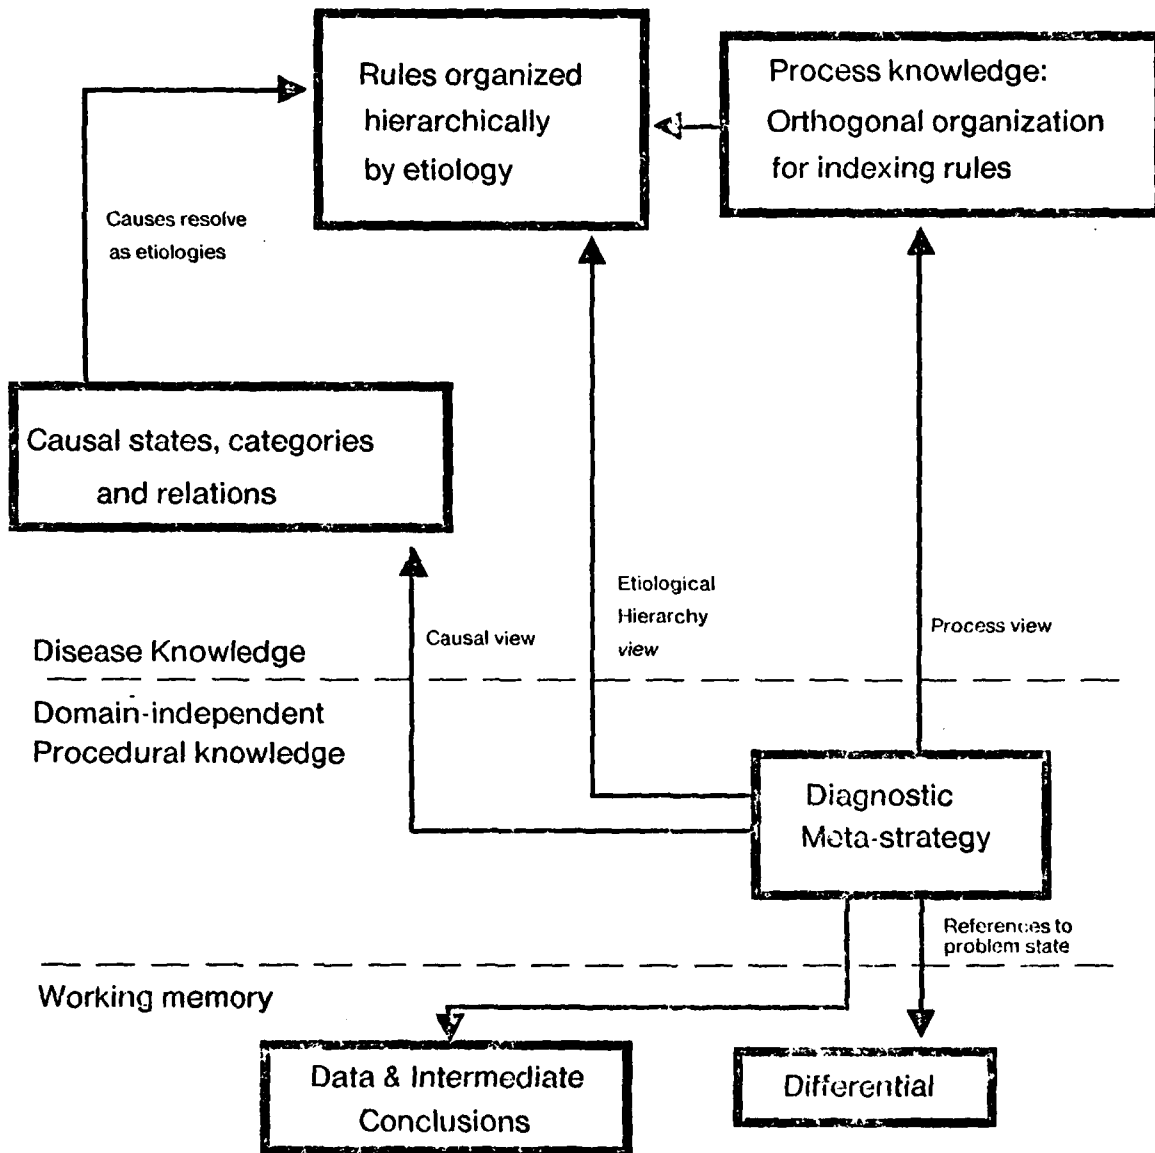 Rules organized
hierarchically
by etiology
Process knowledge:
Orthogonal organization
for indexing rules
Causes resolve
as etiologies
Causal states, categories
and relations
Etiological
Hierarchy
view
Causal view
Process view
Disease Knowledge
Domain-independent
Procedural knowledge
Diagnostic
Meta-strategy
References to
problem state
Working memory
Data & Intermediate
Conclusions
Differential